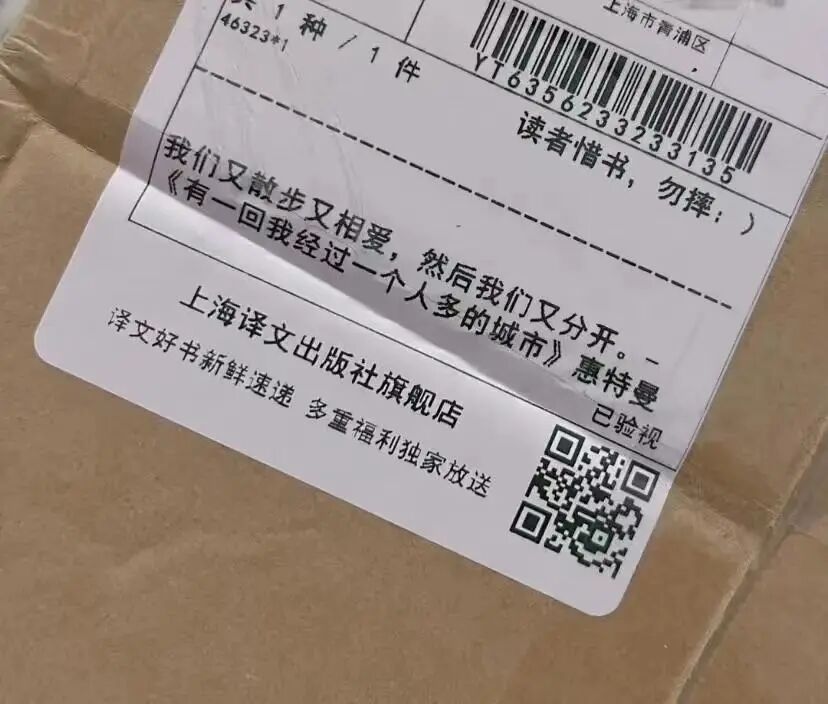 上海市青浦区
共 1 种 / 1 件
46323*1
YT6356233233135
读者惜书，勿摔：）
我们又散步又相爱，然后我们又分开。—
《有一回我经过一个人多的城市》惠特曼
已验视
上海译文出版社旗舰店
译文好书新鲜速递 多重福利独家放送